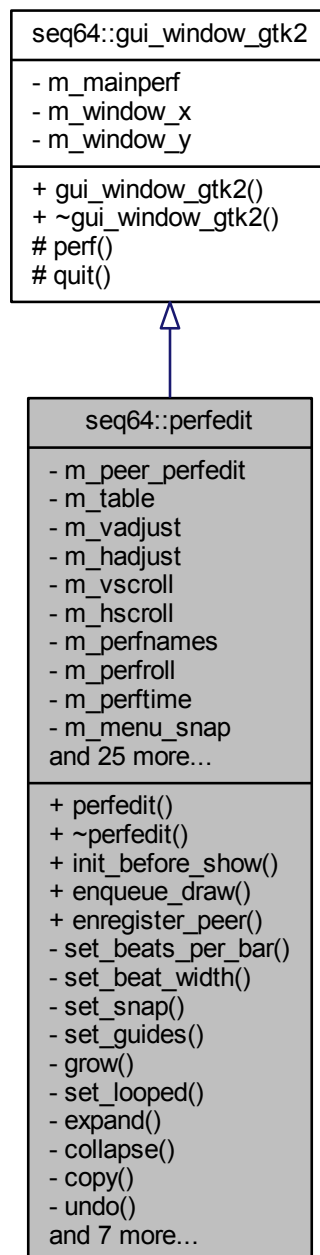 seq64::gui_window_gtk2
- m_mainperf
- m_window_x
- m_window_y
+ gui_window_gtk2()
+ ~gui_window_gtk2()
# perf()
# quit()
seq64::perfedit
- m_peer_perfedit
- m_table
- m_vadjust
- m_hadjust
- m_vscroll
- m_hscroll
- m_perfnames
- m_perfroll
- m_perftime
- m_menu_snap
and 25 more...
+ perfedit()
+ ~perfedit()
+ init_before_show()
+ enqueue_draw()
+ enregister_peer()
- set_beats_per_bar()
- set_beat_width()
- set_snap()
- set_guides()
- grow()
- set_looped()
- expand()
- collapse()
- copy()
- undo()
and 7 more...